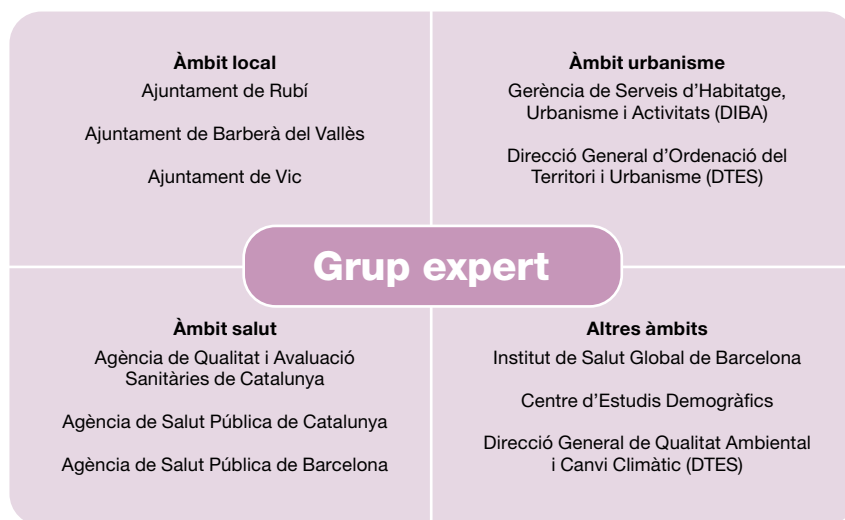 Àmbit local
Ajuntament de Rubí
Ajuntament de Barberà del Vallès
Ajuntament de Vic
Àmbit urbanisme
Gerència de Serveis d’Habitatge,
Urbanisme i Activitats (DIBA)
Direcció General d’Ordenació del
Territori i Urbanisme (DTES)
Grup expert
Àmbit salut
Agència de Qualitat i Avaluació
Sanitàries de Catalunya
Agència de Salut Pública de Catalunya
Agència de Salut Pública de Barcelona
Altres àmbits
Institut de Salut Global de Barcelona
Centre d’Estudis Demogràfics
Direcció General de Qualitat Ambiental
i Canvi Climàtic (DTES)